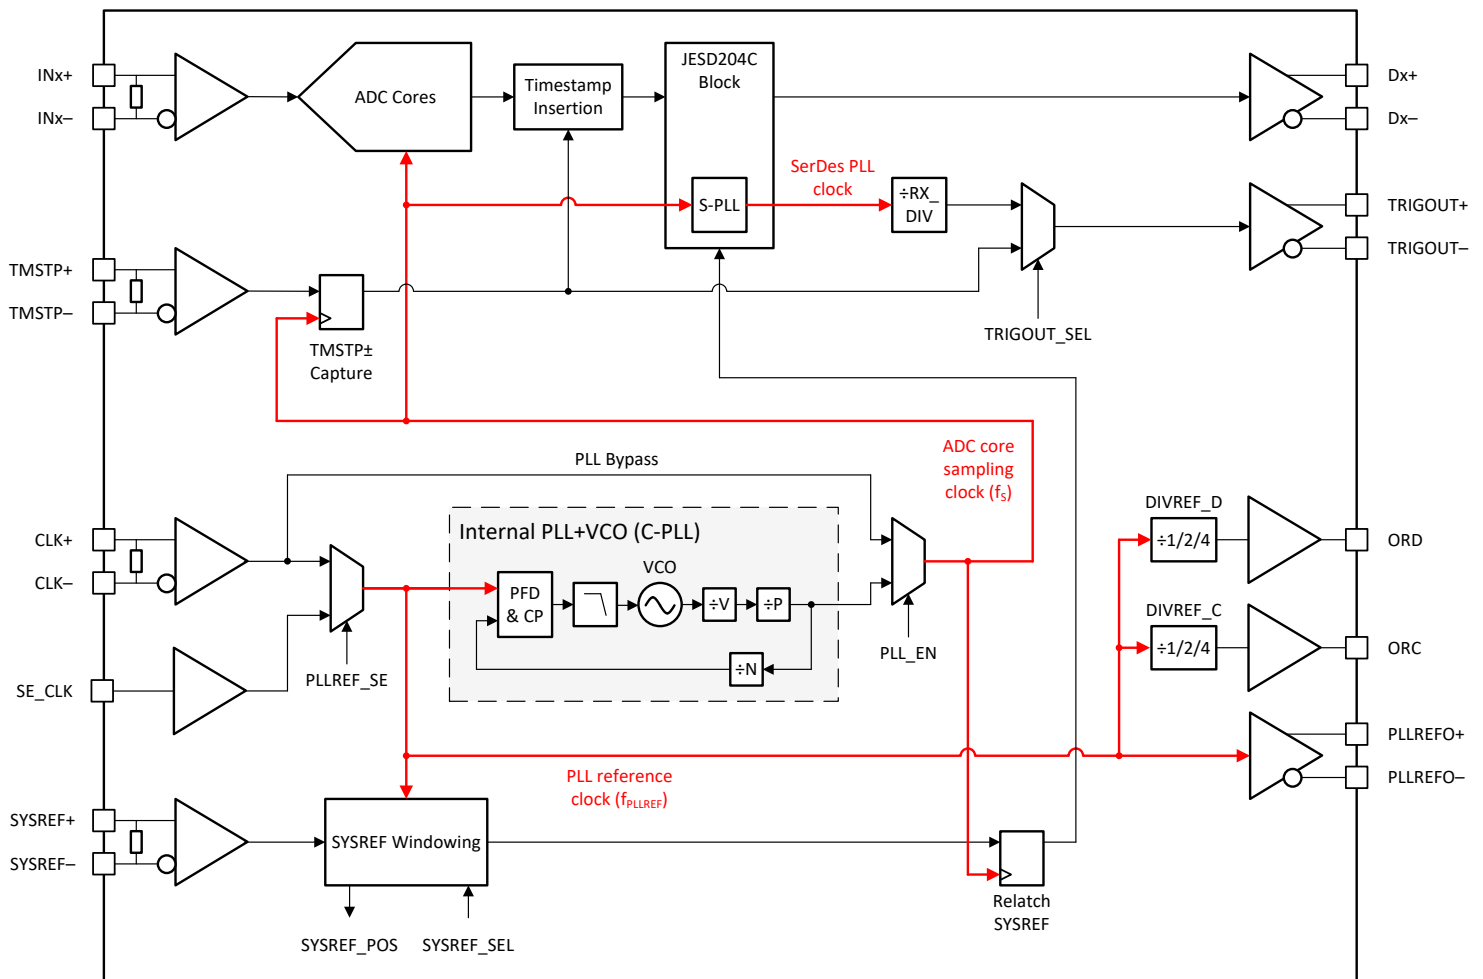 INx+
INx–
ADC Cores
Timestamp
Insertion
JESD204C
Block
S-PLL
SerDes PLL
clock
÷RX_
DIV
Dx+
Dx–
TRIGOUT+
TRIGOUT–
TRIGOUT_SEL
TMSTP+
TMSTP–
TMSTP±
Capture
PLL Bypass
ADC core
sampling
clock (fS)
CLK+
CLK–
SE_CLK
PLLREF_SE
Internal PLL+VCO (C-PLL)
PFD
& CP
VCO
÷V
÷P
÷N
PLL_EN
DIVREF_D
÷1/2/4
ORD
DIVREF_C
÷1/2/4
ORC
PLLREFO+
PLLREFO–
PLL reference
clock (fPLLREF)
SYSREF+
SYSREF–
SYSREF Windowing
SYSREF_POS
SYSREF_SEL
Relatch
SYSREF